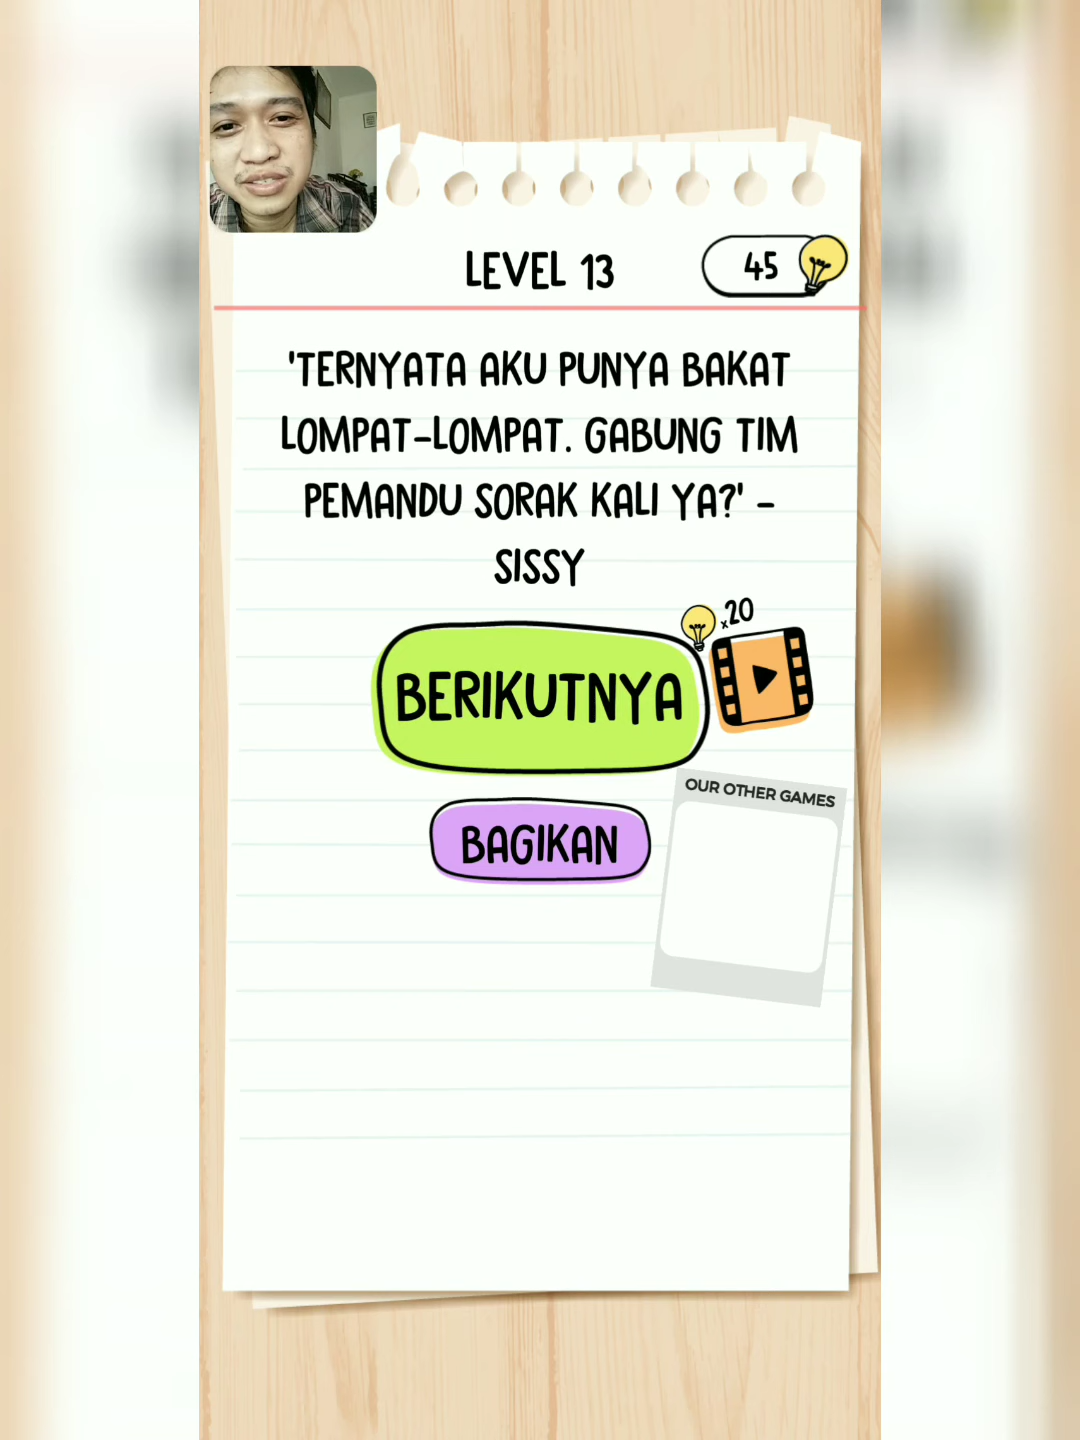 LEVEL 13
45
'TERNYATA AKU PUNYA BAKAT
LOMPAT-LOMPAT. GABUNG TIM
PEMANDU SORAK KALI YA?' -
SISSY
x20
BERIKUTNYA
OUR OTHER GAMES
BAGIKAN